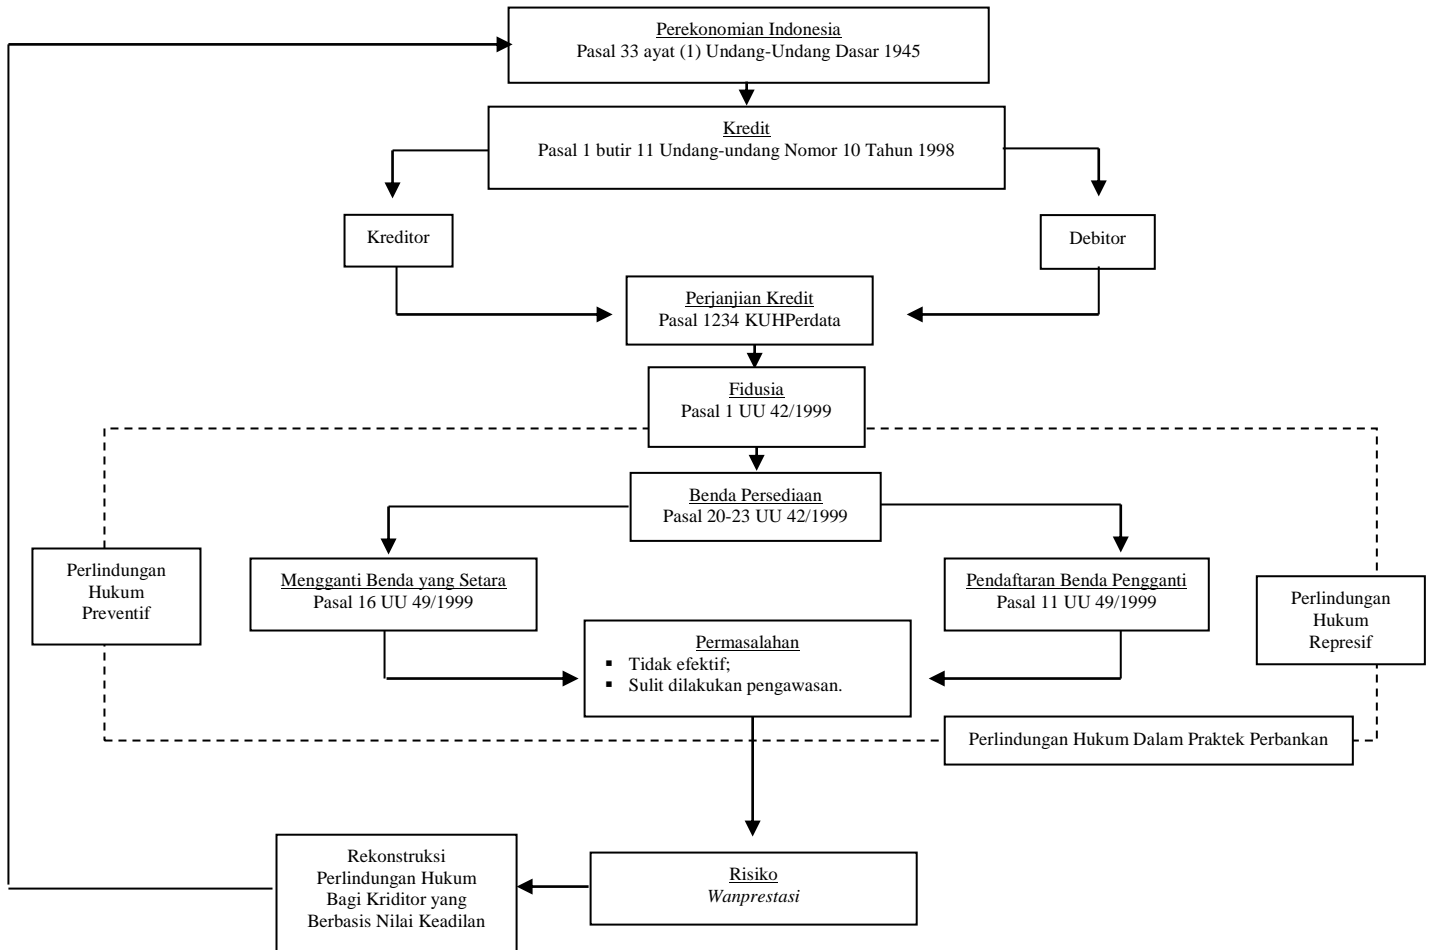 Perekonomian Indonesia
Pasal 33 ayat (1) Undang-Undang Dasar 1945
Kredit
Pasal 1 butir 11 Undang-undang Nomor 10 Tahun 1998
Kreditor
Debitor
Perjanjian Kredit
Pasal 1234 KUHPerdata
Fidusia
Pasal 1 UU 42/1999
Benda Persediaan
Pasal 20-23 UU 42/1999
Perlindungan
Hukum
Preventif
Mengganti Benda yang Setara
Pasal 16 UU 49/1999
Pendaftaran Benda Pengganti
Pasal 11 UU 49/1999
Perlindungan
Hukum
Represif
Permasalahan
▪ Tidak efektif;
▪ Sulit dilakukan pengawasan.
Perlindungan Hukum Dalam Praktek Perbankan
Rekonstruksi
Perlindungan Hukum
Bagi Kriditor yang
Berbasis Nilai Keadilan
Risiko
Wanprestasi